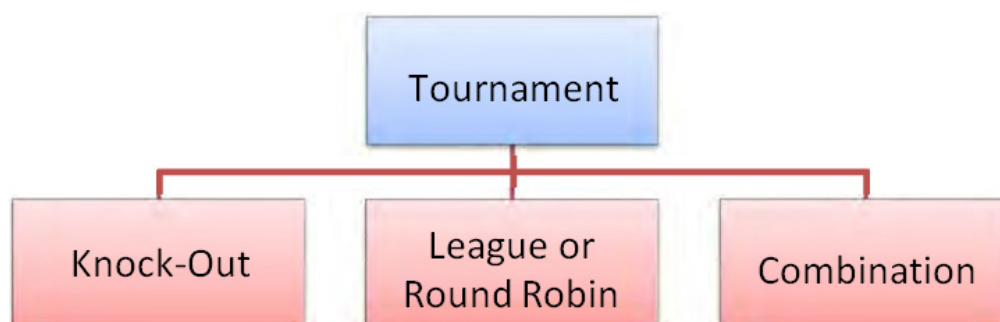 Tournament
Knock-Out
League or
Round Robin
Combination